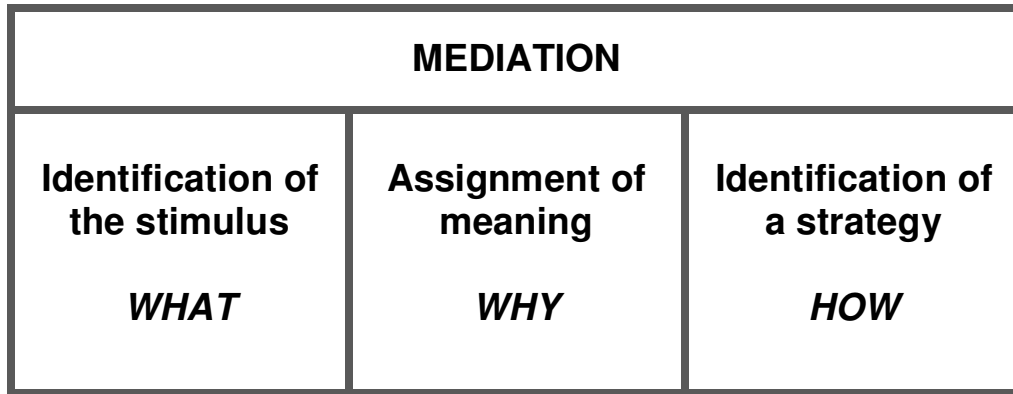 MEDIATION
Identification of
the stimulus
WHAT
Assignment of
meaning
WHY
Identification of
a strategy
HOW